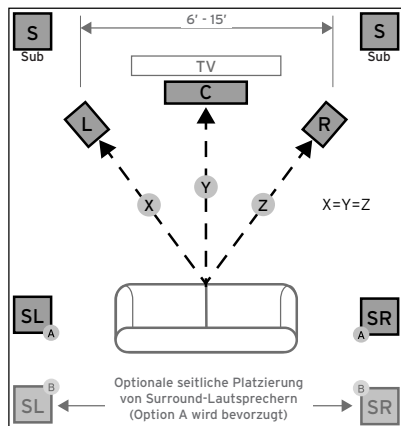 6' - 15'
S
S
Sub
Sub
TV
C
L
R
Y
X
Z
X=Y=Z
SL
A
SR
A
B
B
SL
SR
Optionale seitliche Platzierung
von Surround-Lautsprechern
(Option A wird bevorzugt)